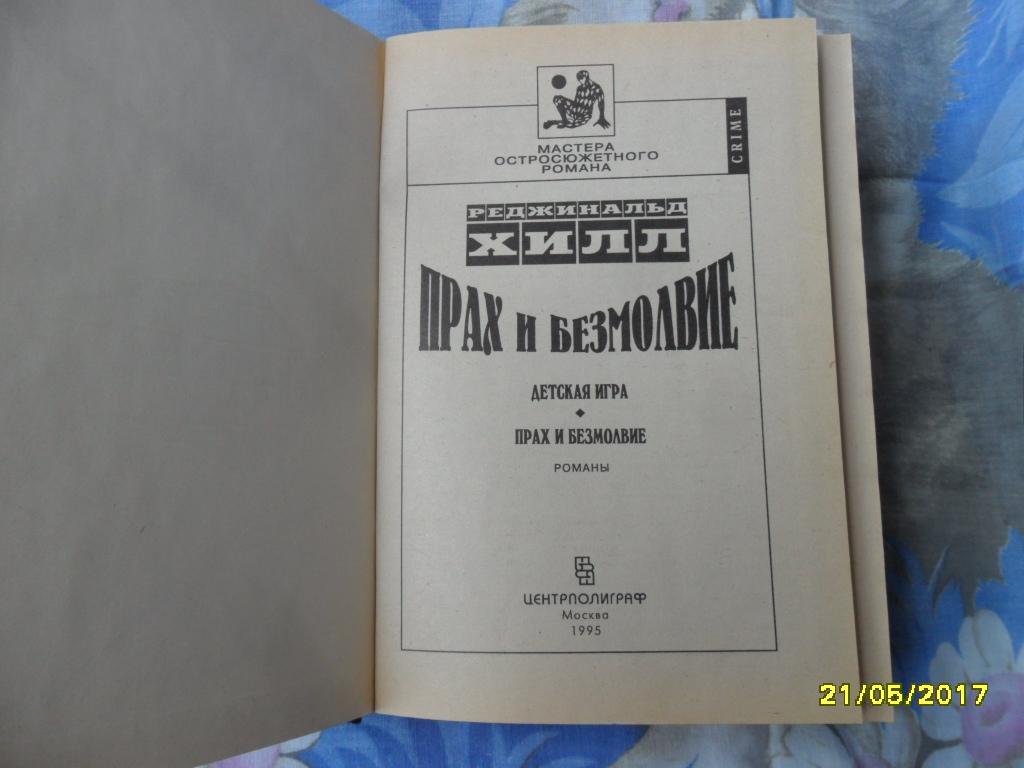 МАСТЕРА
ОСТРОСЮЖЕТНОГО
РОМАНА
CRIME
РЕДЖИНАЛЬД
ХИЛЛ
ПРАХ И БЕЗМОЛВИЕ
ДЕТСКАЯ ИГРА
ПРАХ И БЕЗМОЛВИЕ
РОМАНЫ
ЦЕНТРПОЛИГРАФ
Москва
1995
21/05/2017